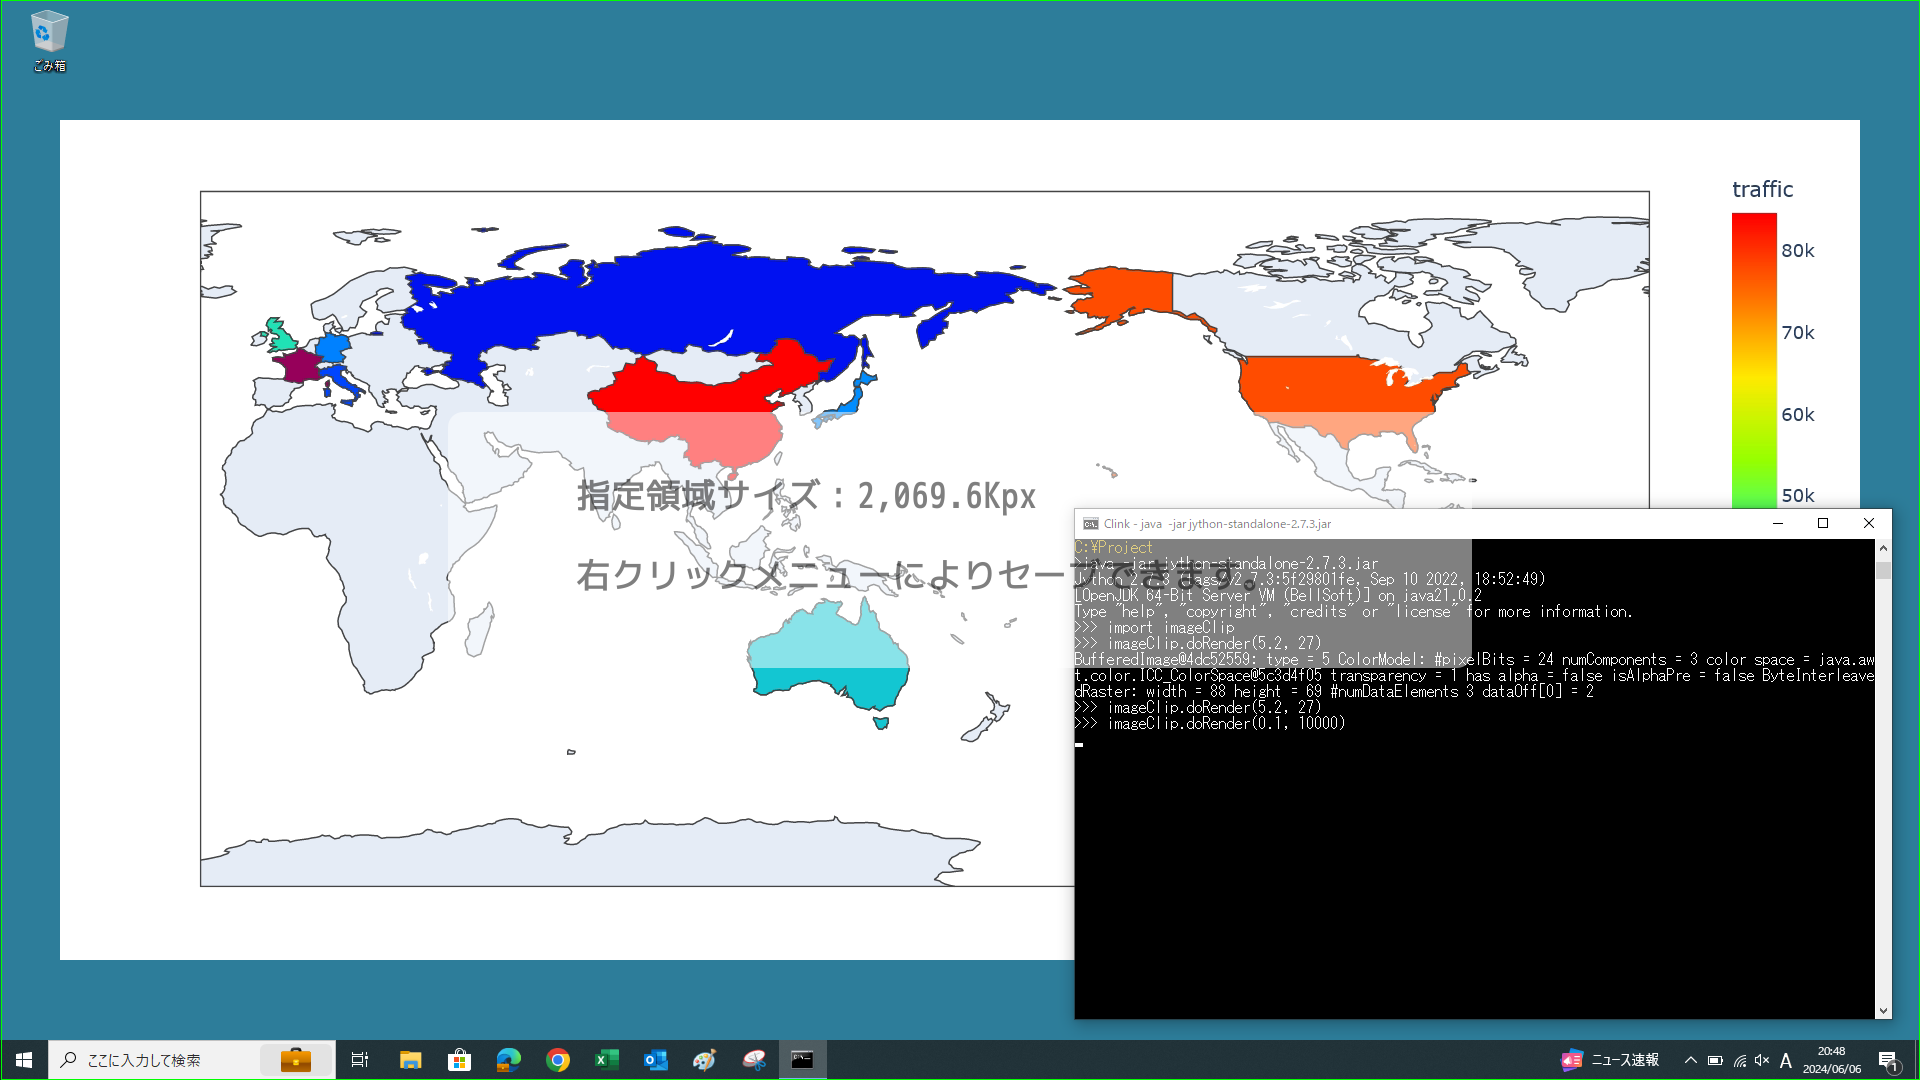 ごみ箱
traffic
80k
70k
60k
50k
指定領域サイズ：2,069.6Kpx
右クリックメニューによりセーブできます。
Clink - java -jar jython-standalone-2.7.3.jar
C:¥Project
>java -jar jython-standalone-2.7.3.jar
Jython 2.7.3 (tags/v2.7.3:5f29801fe, Sep 10 2022, 18:52:49)
[OpenJDK 64-Bit Server VM (BellSoft)] on java21.0.2
Type "help", "copyright", "credits" or "license" for more information.
>>> import imageClip
>>> imageClip.doRender(5.2, 27)
BufferedImage@4dc52559: type = 5 ColorModel: #pixelBits = 24 numComponents = 3 color space = java.aw
t.color.ICC_ColorSpace@5c3d4f05 transparency = 1 has alpha = false isAlphaPre = false ByteInterleave
dRaster: width = 88 height = 69 #numDataElements 3 dataOff[0] = 2
>>> imageClip.doRender(5.2, 27)
>>> imageClip.doRender(0.1, 10000)
ここに入力して検索
ニュース速報
A
20:48
2024/06/06
1